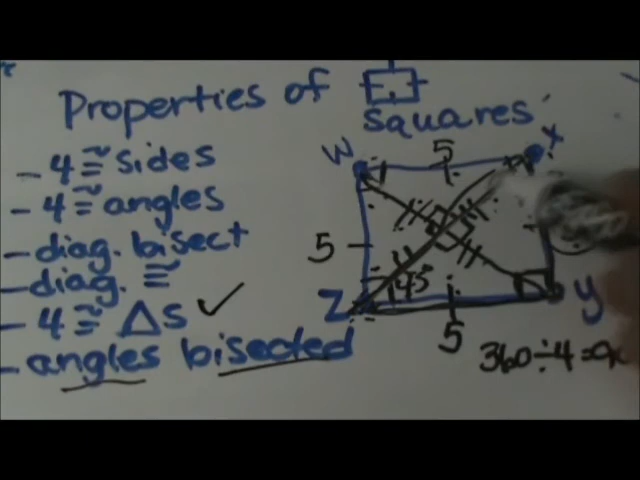 Properties of
squares
- 4 ≅ sides
- 4 ≅ angles
- diag. bisect
- diag. ≅
- 4 ≅ Δs ✓
- angles bisected
W
5
X
5
45
Z
5
Y
360÷4=